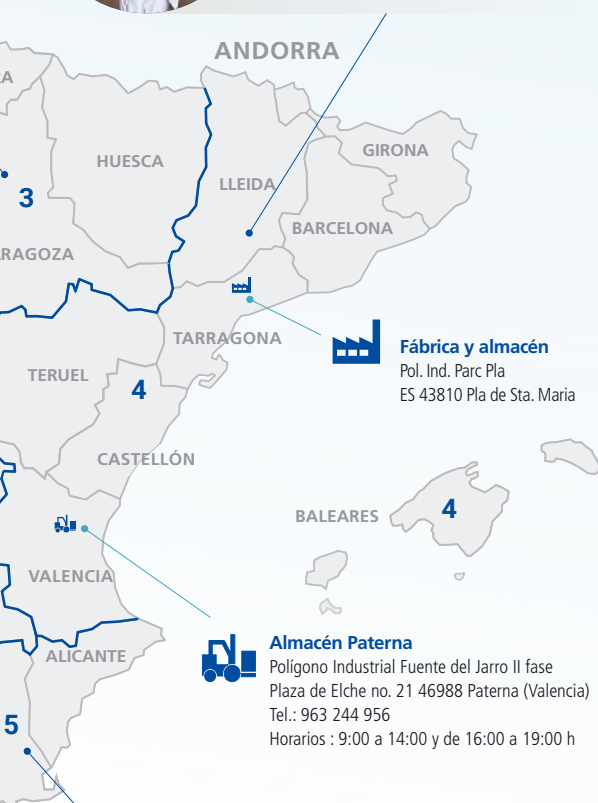 ANDORRA
RA
HUESCA
GIRONA
LLEIDA
3
BARCELONA
RAGOZA
TARRAGONA
Fábrica y almacén
Pol. Ind. Parc Pla
ES 43810 Pla de Sta. Maria
TERUEL
4
CASTELLÓN
BALEARES
4
VALENCIA
Almacén Paterna
Polígono Industrial Fuente del Jarro II fase
Plaza de Elche no. 21 46988 Paterna (Valencia)
Tel.: 963 244 956
Horarios : 9:00 a 14:00 y de 16:00 a 19:00 h
ALICANTE
5